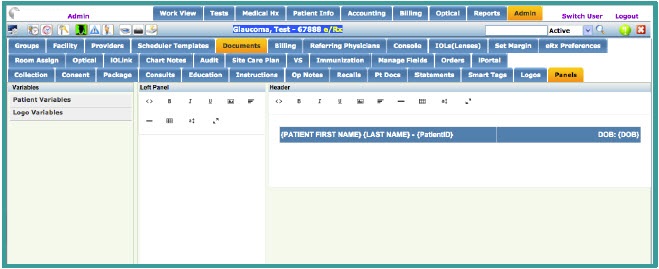 Admin Work View Tests Medical Hx Patient Info Accounting Billing Optical Reports Admin Switch User Logout
Glaucoms, Test - 67888 e/Rx Active
Groups Facility Providers Scheduler Templates Documents Billing Referring Physicians Console IOLs(Lenses) Set Margin eRx Preferences
Room Assign Optical IOLink Chart Notes Audit Site Care Plan VS Immunization Manage Fields Orders iPortal
Collection Consent Package Consults Education Instructions Op Notes Recalls Pt Docs Statements Smart Tags Logos Panels
Variables Left Panel Header
Patient Variables
Logo Variables
{PATIENT FIRST NAME} {LAST NAME} - {PatientID} DOB: {DOB}